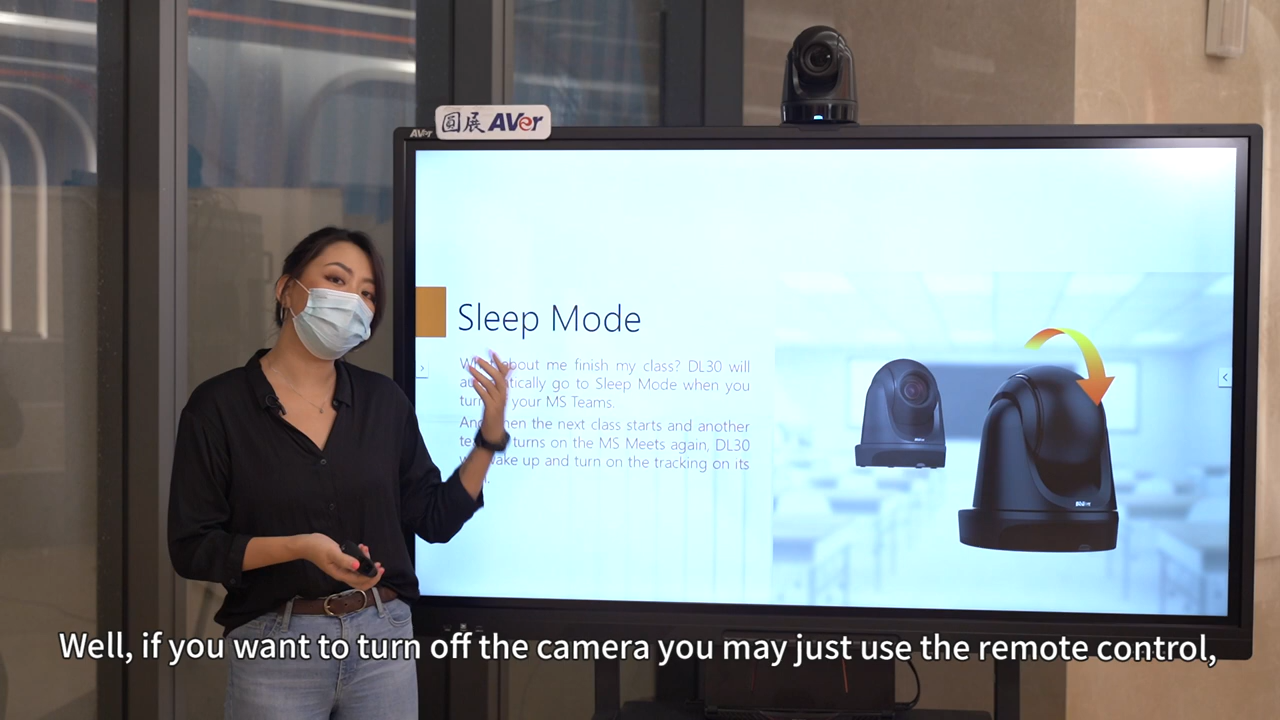 AVer
圓展 AVer
Sleep Mode
about me finish my class? DL30 will
automatically go to Sleep Mode when you
your MS Teams.
when the next class starts and another
turns on the MS Meets again, DL30
wake up and turn on the tracking on its
Well, if you want to turn off the camera you may just use the remote control,